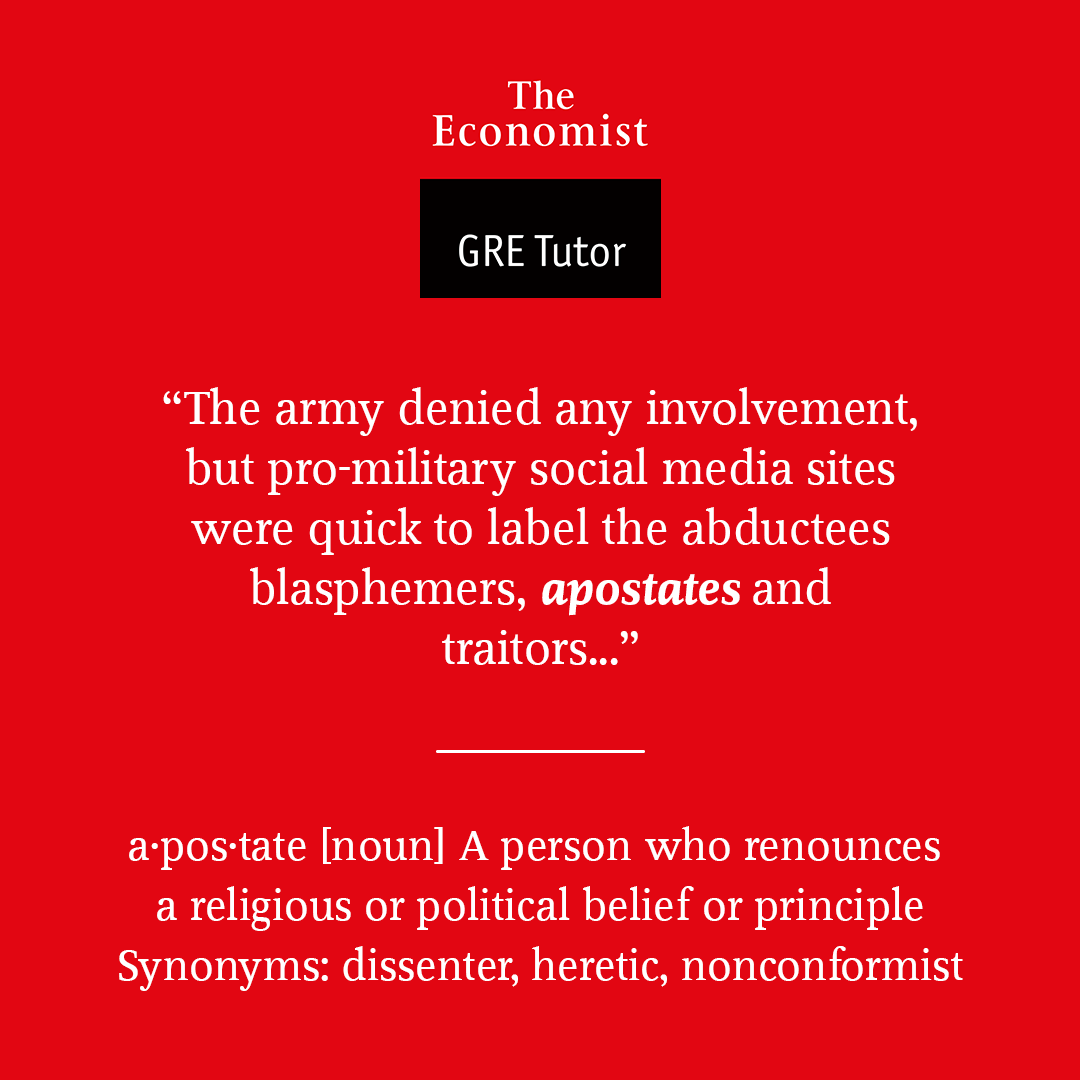 The
Economist
GRE Tutor
“The army denied any involvement,
but pro-military social media sites
were quick to label the abductees
blasphemers, apostates and
traitors...”
a·pos·tate [noun] A person who renounces
a religious or political belief or principle
Synonyms: dissenter, heretic, nonconformist